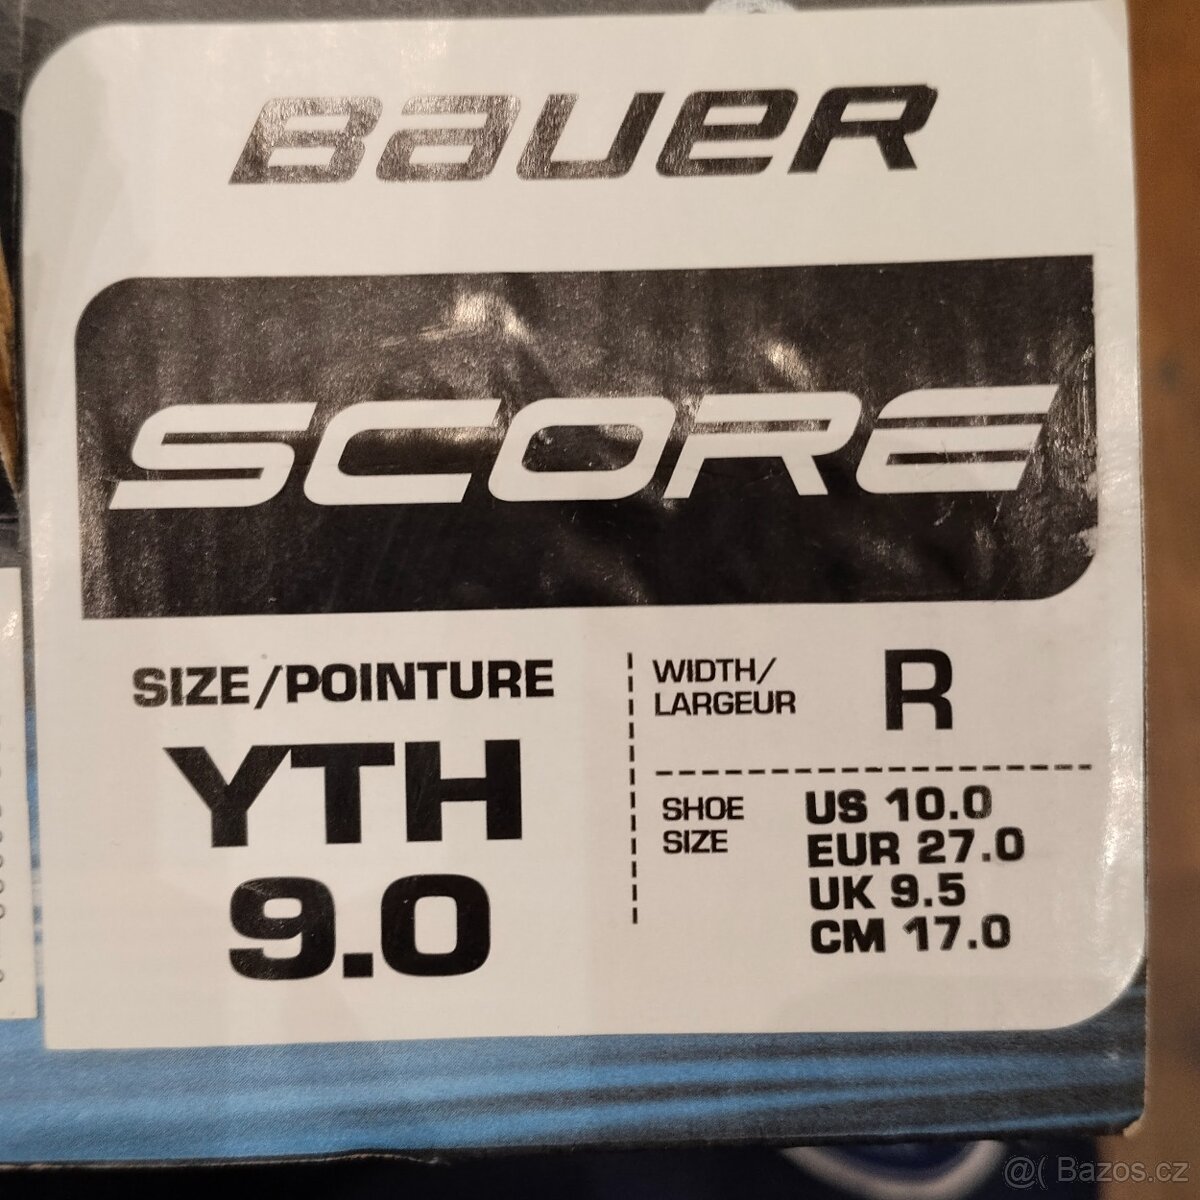 BAUER
SCORE
SIZE/POINTURE
YTH
9.0
WIDTH/
LARGEUR
R
SHOE
SIZE
US 10.0
EUR 27.0
UK 9.5
CM 17.0
@( Bazos.cz